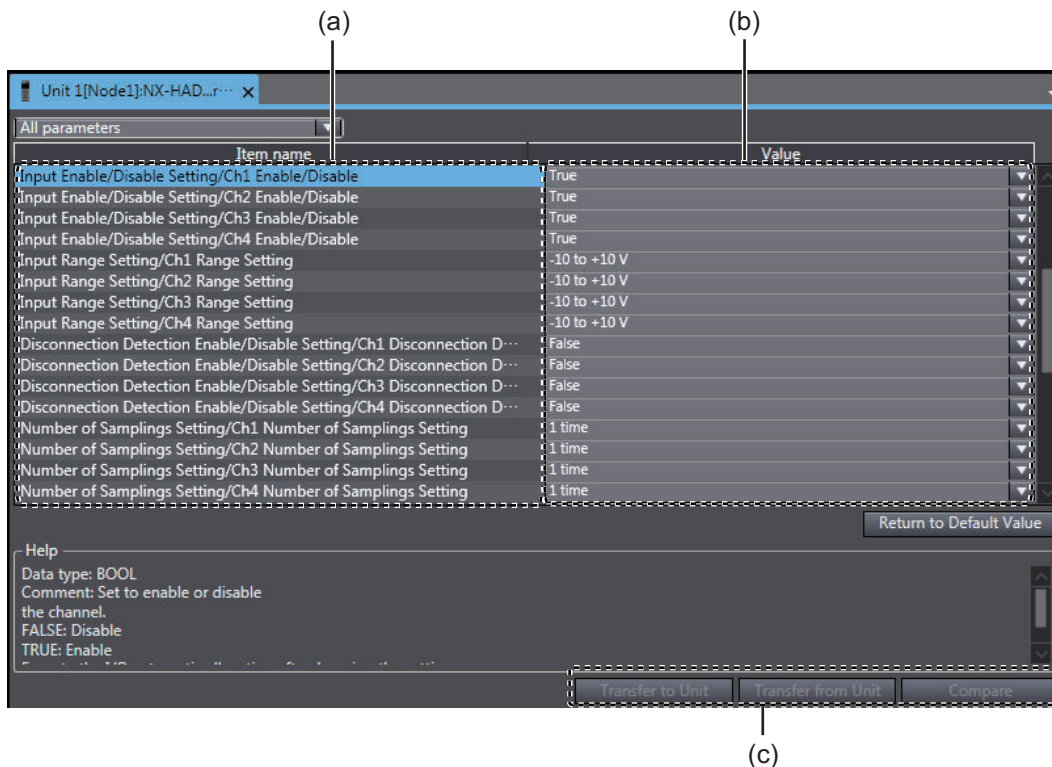 (a) (b)
Unit 1[Node1]:NX-HAD...r··· x
All parameters
Item name Value
Input Enable/Disable Setting/Ch1 Enable/Disable True
Input Enable/Disable Setting/Ch2 Enable/Disable True
Input Enable/Disable Setting/Ch3 Enable/Disable True
Input Enable/Disable Setting/Ch4 Enable/Disable True
Input Range Setting/Ch1 Range Setting -10 to +10 V
Input Range Setting/Ch2 Range Setting -10 to +10 V
Input Range Setting/Ch3 Range Setting -10 to +10 V
Input Range Setting/Ch4 Range Setting -10 to +10 V
Disconnection Detection Enable/Disable Setting/Ch1 Disconnection D··· False
Disconnection Detection Enable/Disable Setting/Ch2 Disconnection D··· False
Disconnection Detection Enable/Disable Setting/Ch3 Disconnection D··· False
Disconnection Detection Enable/Disable Setting/Ch4 Disconnection D··· False
Number of Samplings Setting/Ch1 Number of Samplings Setting 1 time
Number of Samplings Setting/Ch2 Number of Samplings Setting 1 time
Number of Samplings Setting/Ch3 Number of Samplings Setting 1 time
Number of Samplings Setting/Ch4 Number of Samplings Setting 1 time
Return to Default Value
Help
Data type: BOOL
Comment: Set to enable or disable
the channel.
FALSE: Disable
TRUE: Enable
Transfer to Unit Transfer from Unit Compare
(c)